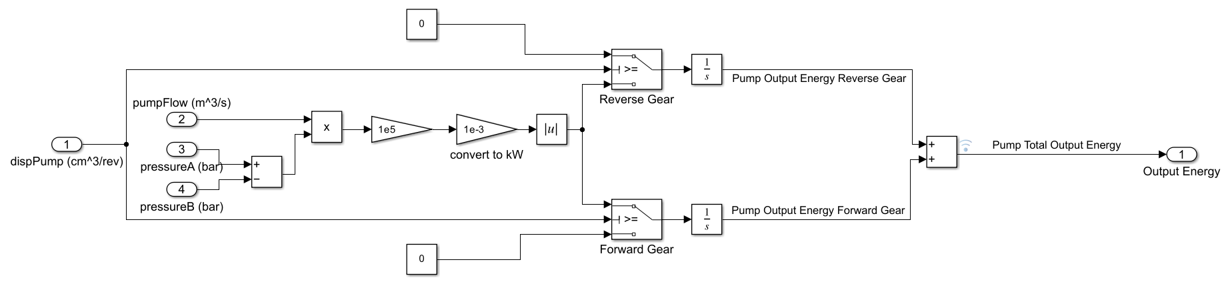 0
>=
Reverse Gear
1
s
Pump Output Energy Reverse Gear
pumpFlow (m^3/s)
2
x
1e5
1e-3
convert to kW
|u|
1
dispPump (cm^3/rev)
3
pressureA (bar)
+
−
4
pressureB (bar)
+
+
Pump Total Output Energy
1
Output Energy
>=
Forward Gear
1
s
Pump Output Energy Forward Gear
0